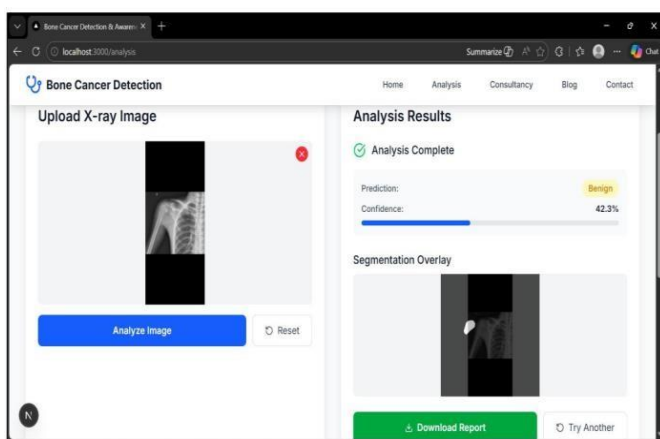 Bone Cancer Detection & Awaren
localhost:3000/analysis
Summarize
Chat
Bone Cancer Detection
Home Analysis Consultancy Blog Contact
Upload X-ray Image
Analyze Image
Reset
Analysis Results
Analysis Complete
Prediction: Benign
Confidence: 42.3%
Segmentation Overlay
Download Report
Try Another
N